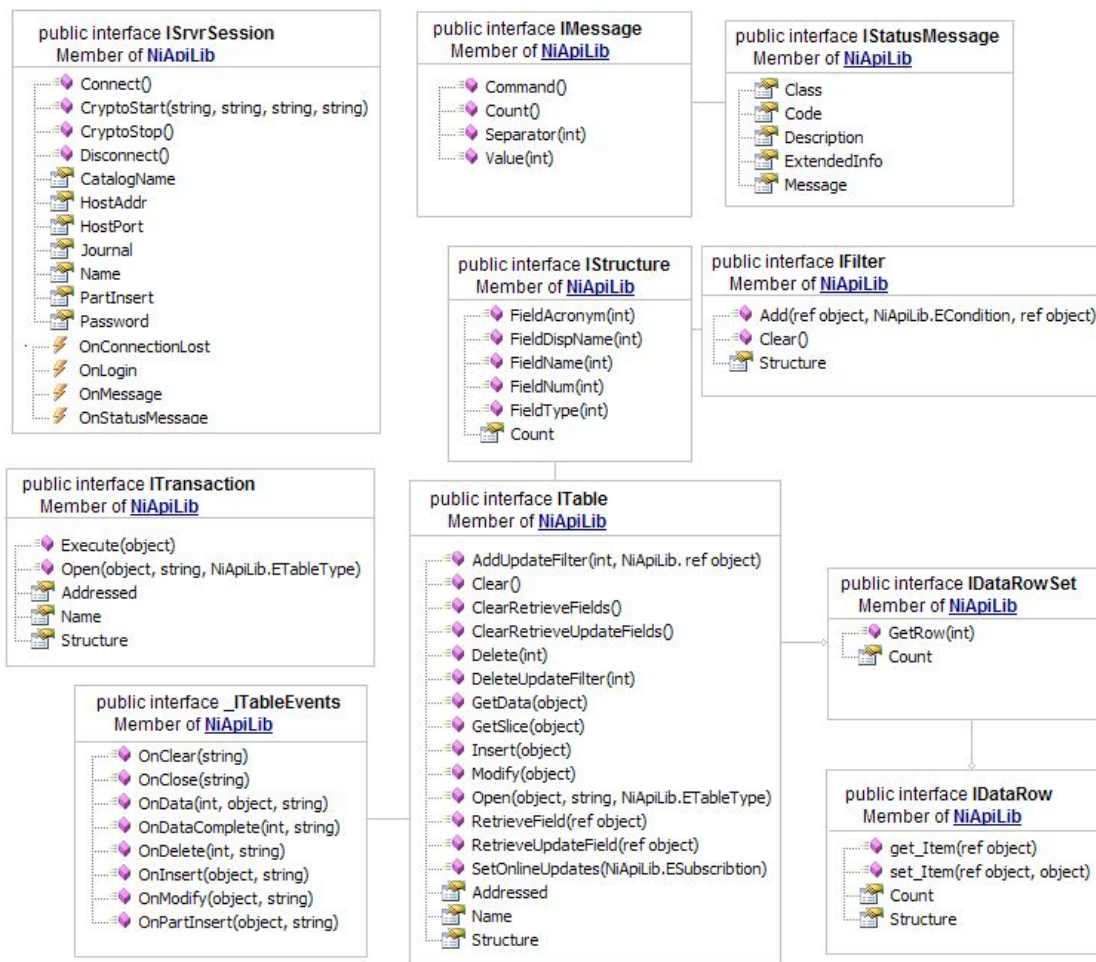 public interface ISrvrSession
Member of NiApiLib
Connect()
CryptoStart(string, string, string, string)
CryptoStop()
Disconnect()
CatalogName
HostAddr
HostPort
Journal
Name
PartInsert
Password
OnConnectionLost
OnLogin
OnMessage
OnStatusMessage
public interface IMessage
Member of NiApiLib
Command()
Count()
Separator(int)
Value(int)
public interface IStatusMessage
Member of NiApiLib
Class
Code
Description
ExtendedInfo
Message
public interface IStructure
Member of NiApiLib
FieldAcronym(int)
FieldDispName(int)
FieldName(int)
FieldNum(int)
FieldType(int)
Count
public interface IFilter
Member of NiApiLib
Add(ref object, NiApiLib.ECondition, ref object)
Clear()
Structure
public interface ITransaction
Member of NiApiLib
Execute(object)
Open(object, string, NiApiLib.ETableType)
Addressed
Name
Structure
public interface ITable
Member of NiApiLib
AddUpdateFilter(int, NiApiLib. ref object)
Clear()
ClearRetrieveFields()
ClearRetrieveUpdateFields()
Delete(int)
DeleteUpdateFilter(int)
GetData(object)
GetSlice(object)
Insert(object)
Modify(object)
Open(object, string, NiApiLib.ETableType)
RetrieveField(ref object)
RetrieveUpdateField(ref object)
SetOnlineUpdates(NiApiLib.ESubscribtion)
Addressed
Name
Structure
public interface IDataRowSet
Member of NiApiLib
GetRow(int)
Count
public interface _ITableEvents
Member of NiApiLib
OnClear(string)
OnClose(string)
OnData(int, object, string)
OnDataComplete(int, string)
OnDelete(int, string)
OnInsert(object, string)
OnModify(object, string)
OnPartInsert(object, string)
public interface IDataRow
Member of NiApiLib
get_Item(ref object)
set_Item(ref object, object)
Count
Structure